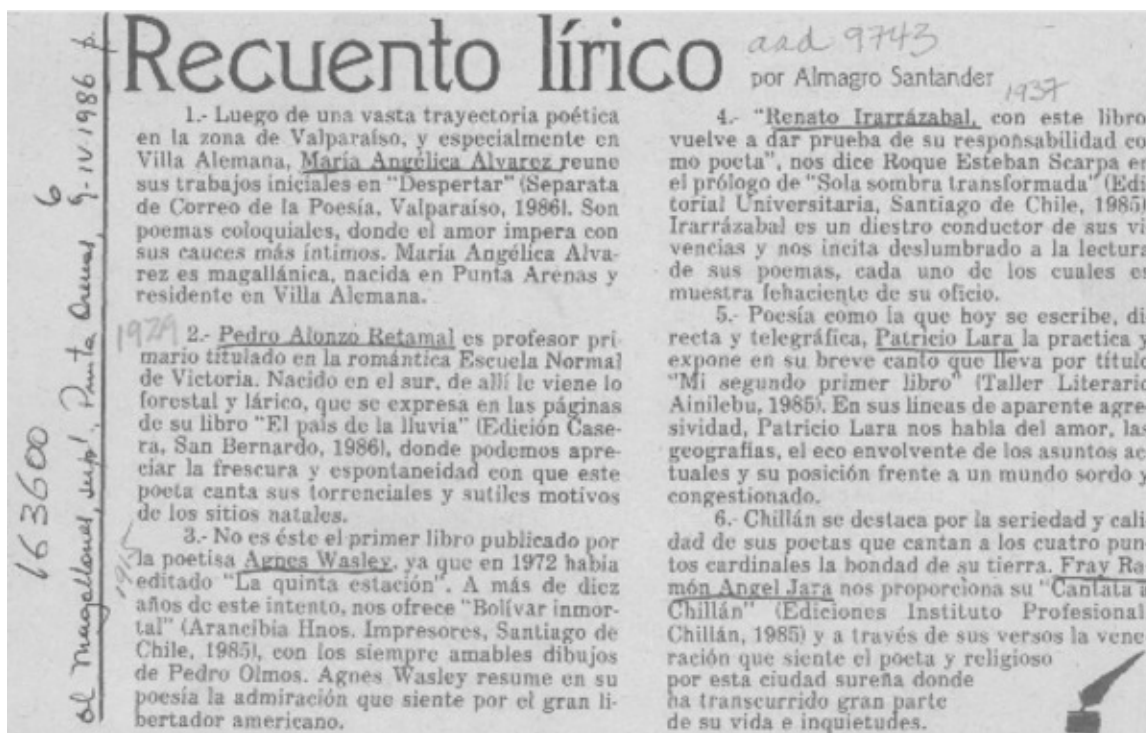 Recuento lírico
aad 9743
por Almagro Santander
1937
1.- Luego de una vasta trayectoria poética
en la zona de Valparaíso, y especialmente en
Villa Alemana, María Angélica Alvarez reune
sus trabajos iniciales en "Despertar" (Separata
de Correo de la Poesía, Valparaíso, 1986). Son
poemas coloquiales, donde el amor impera con
sus cauces más íntimos. María Angélica Alva-
rez es magallánica, nacida en Punta Arenas y
residente en Villa Alemana.
1929
2.- Pedro Alonzo Retamal es profesor pri
mario titulado en la romántica Escuela Normal
de Victoria. Nacido en el sur, de allí le viene lo
forestal y lárico, que se expresa en las páginas
de su libro "El país de la lluvia" (Edición Case-
ra, San Bernardo, 1986), donde podemos apre-
ciar la frescura y espontaneidad con que este
poeta canta sus torrenciales y sutiles motivos
de los sitios natales.
3.- No es éste el primer libro publicado por
la poetisa Agnes Wasley, ya que en 1972 había
editado "La quinta estación". A más de diez
años de este intento, nos ofrece "Bolívar inmor-
tal" (Arancibia Hnos. Impresores, Santiago de
Chile, 1985), con los siempre amables dibujos
de Pedro Olmos. Agnes Wasley resume en su
poesía la admiración que siente por el gran li-
bertador americano.
4.- "Renato Irarrázabal, con este libro
vuelve a dar prueba de su responsabilidad co
mo poeta", nos dice Roque Esteban Scarpa en
el prólogo de "Sola sombra transformada" (Edi
torial Universitaria, Santiago de Chile, 1985)
Irarrázabal es un diestro conductor de sus vi
vencias y nos incita deslumbrado a la lectura
de sus poemas, cada uno de los cuales es
muestra fehaciente de su oficio.
5.- Poesía como la que hoy se escribe, di
recta y telegráfica, Patricio Lara la practica y
expone en su breve canto que lleva por título
"Mi segundo primer libro" (Taller Literario
Ainilebu, 1985). En sus líneas de aparente agre
sividad, Patricio Lara nos habla del amor, las
geografías, el eco envolvente de los asuntos ac
tuales y su posición frente a un mundo sordo y
congestionado.
6.- Chillán se destaca por la seriedad y cali
dad de sus poetas que cantan a los cuatro pun
tos cardinales la bondad de su tierra. Fray Ra
món Angel Jara nos proporciona su "Cantata a
Chillán" (Ediciones Instituto Profesional
Chillán, 1985) y a través de sus versos la vene
ración que siente el poeta y religioso
por esta ciudad sureña donde
ha transcurrido gran parte
de su vida e inquietudes.
El Magallanes, supl., Punta Arenas, 9-IV-1986 p. 6
163600